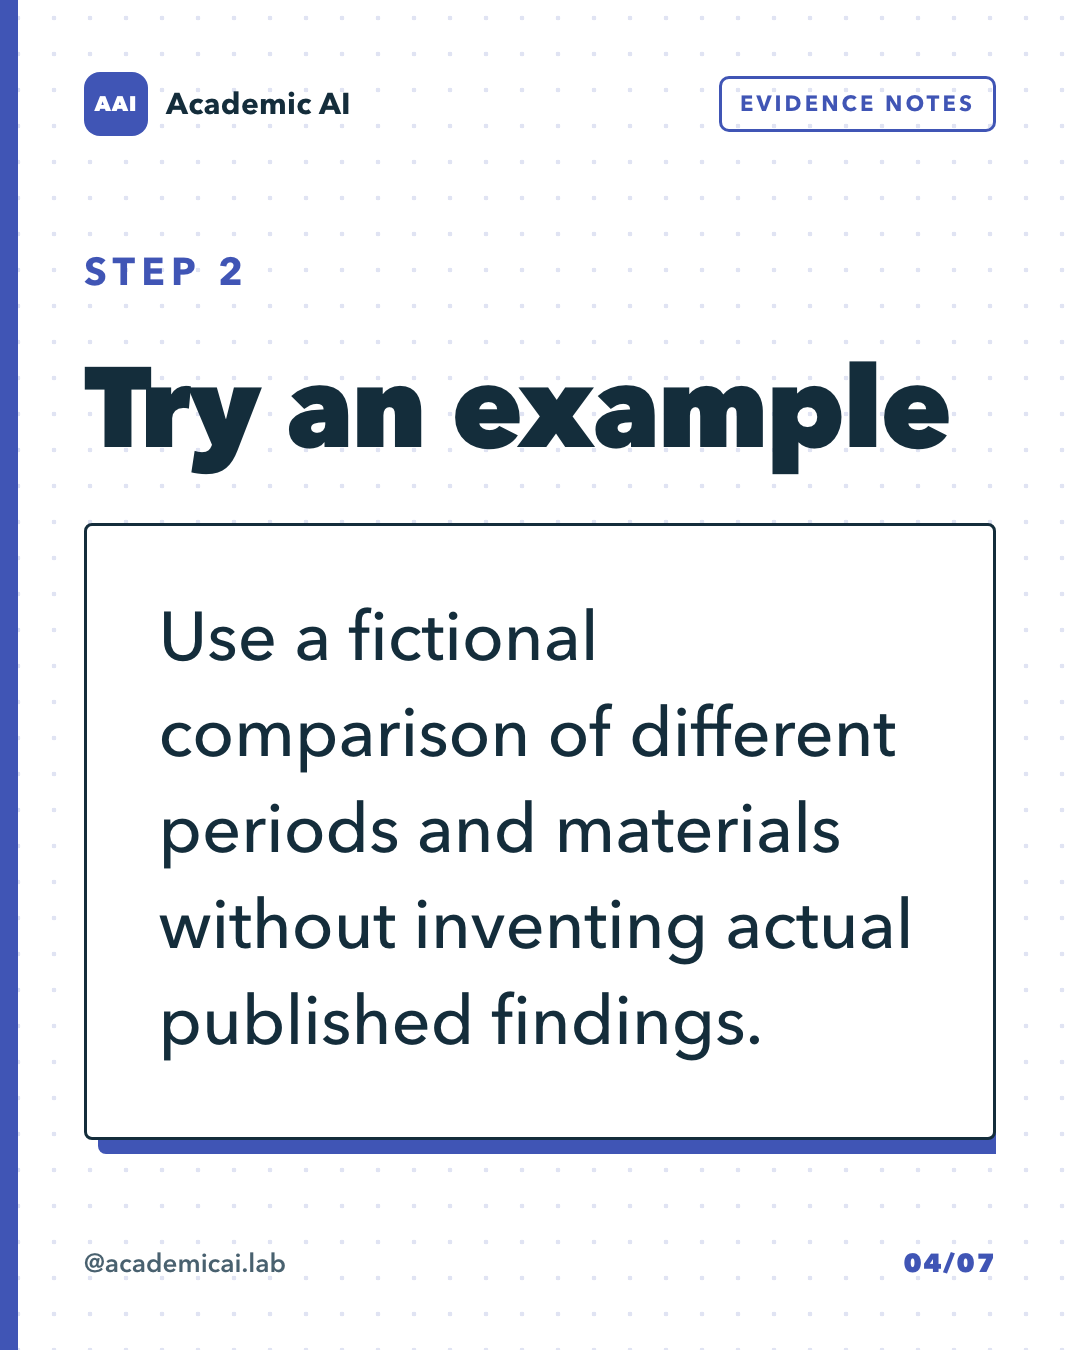 AAI
Academic AI
EVIDENCE NOTES
STEP 2
Try an example
Use a fictional
comparison of different
periods and materials
without inventing actual
published findings.
@academicai.lab
04/07